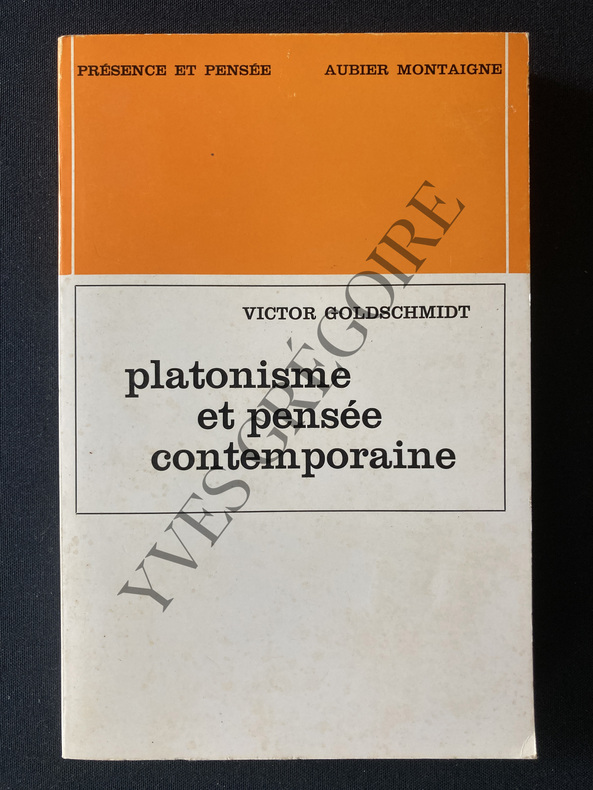 PRÉSENCE ET PENSÉE AUBIER MONTAIGNE
VICTOR GOLDSCHMIDT
platonisme
et pensée
contemporaine
YVES GRÉGOIRE